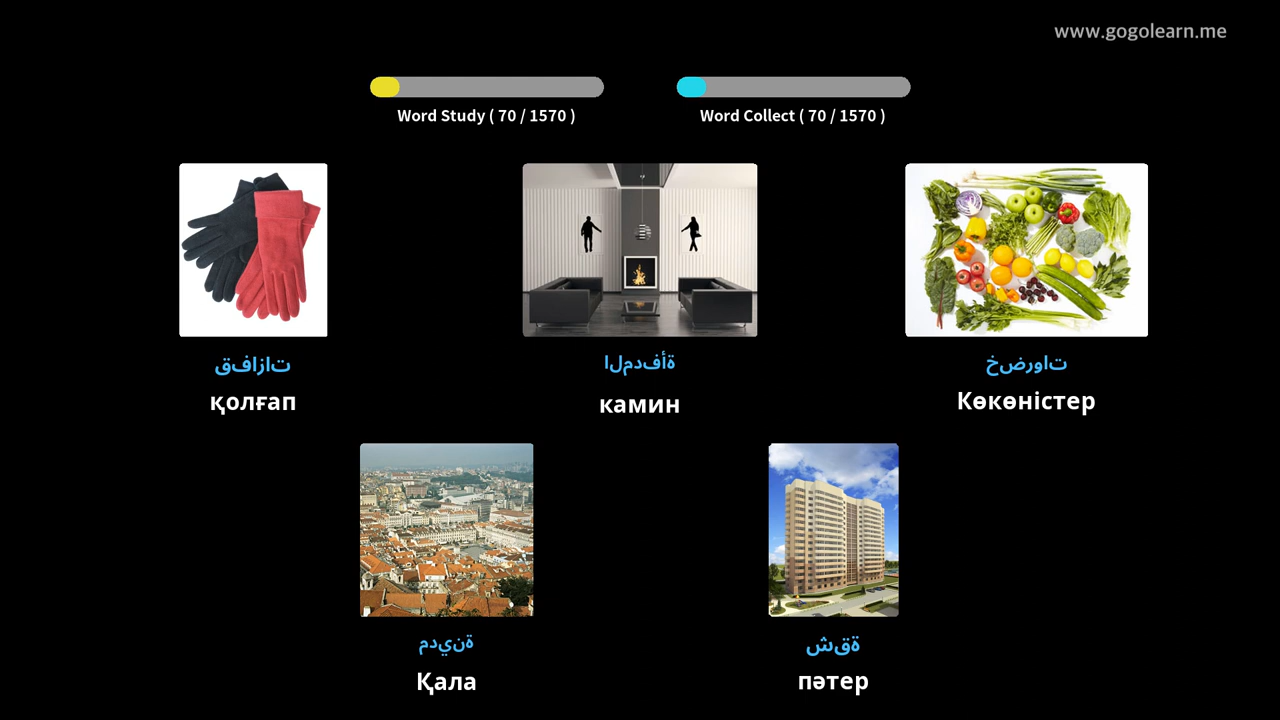 www.gogolearn.me
Word Study ( 70 / 1570 )
Word Collect ( 70 / 1570 )
قفازات
қолғап
المدفأة
камин
خضروات
Көкөністер
مدينة
Қала
شقة
пәтер